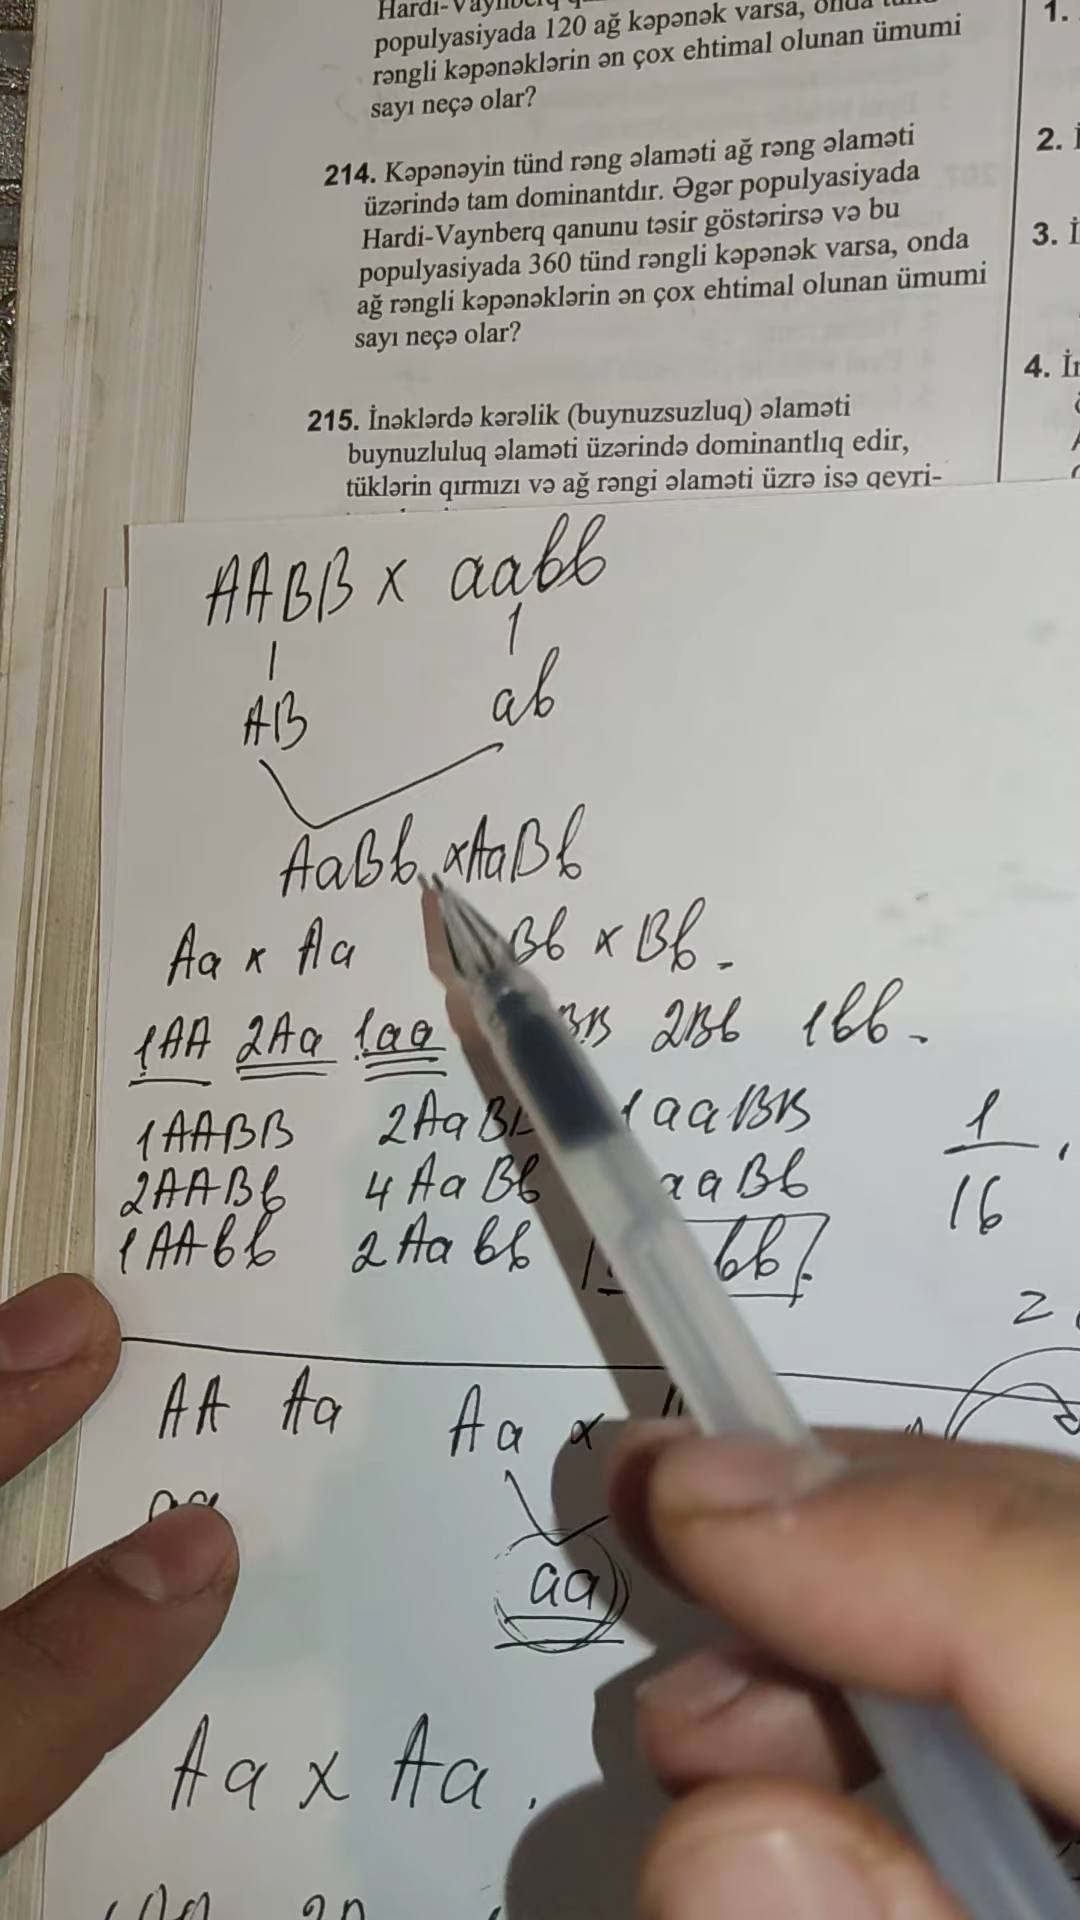 Hardi-Vaynberq
populyasiyada 120 ağ kəpənək varsa, onda
rəngli kəpənəklərin ən çox ehtimal olunan ümumi
sayı neçə olar?
214. Kəpənəyin tünd rəng əlaməti ağ rəng əlaməti
üzərində tam dominantdır. Əgər populyasiyada
Hardi-Vaynberq qanunu təsir göstərirsə və bu
populyasiyada 360 tünd rəngli kəpənək varsa, onda
ağ rəngli kəpənəklərin ən çox ehtimal olunan ümumi
sayı neçə olar?
215. İnəklərdə kərəlik (buynuzsuzluq) əlaməti
buynuzluluq əlaməti üzərində dominantlıq edir,
tüklərin qırmızı və ağ rəngi əlaməti üzrə isə qeyri-
1.
2. İ
3. İ
4. İ
AABB x aabb
AB ab
AaBb x AaBb
Aa x Aa Bb x Bb.
1AA 2Aa 1aa BB 2Bb 1bb.
1AABB 2Aa 1aaBB
2AABb 4AaBb aaBb
1AAbb 2Aabb bb
1
16
2
AA Aa Aa x
aa
aa
Aa x Aa.